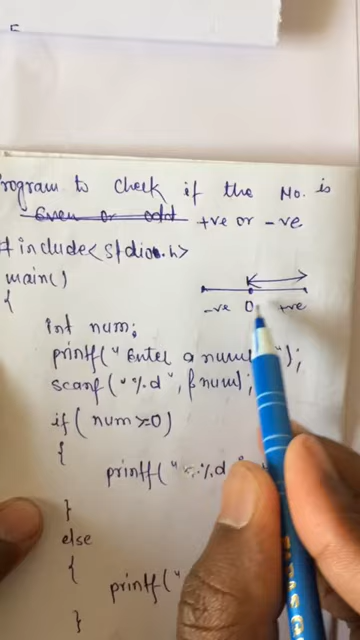 Program to check if the No. is
Even or odd +ve or -ve
# include<stdio.h>
main()
{
-ve 0 +ve
int num;
printf(" Enter a num ");
scanf(" %d", &num);
if ( num >= 0)
{
printf(" %d
}
else
{
printf("
}